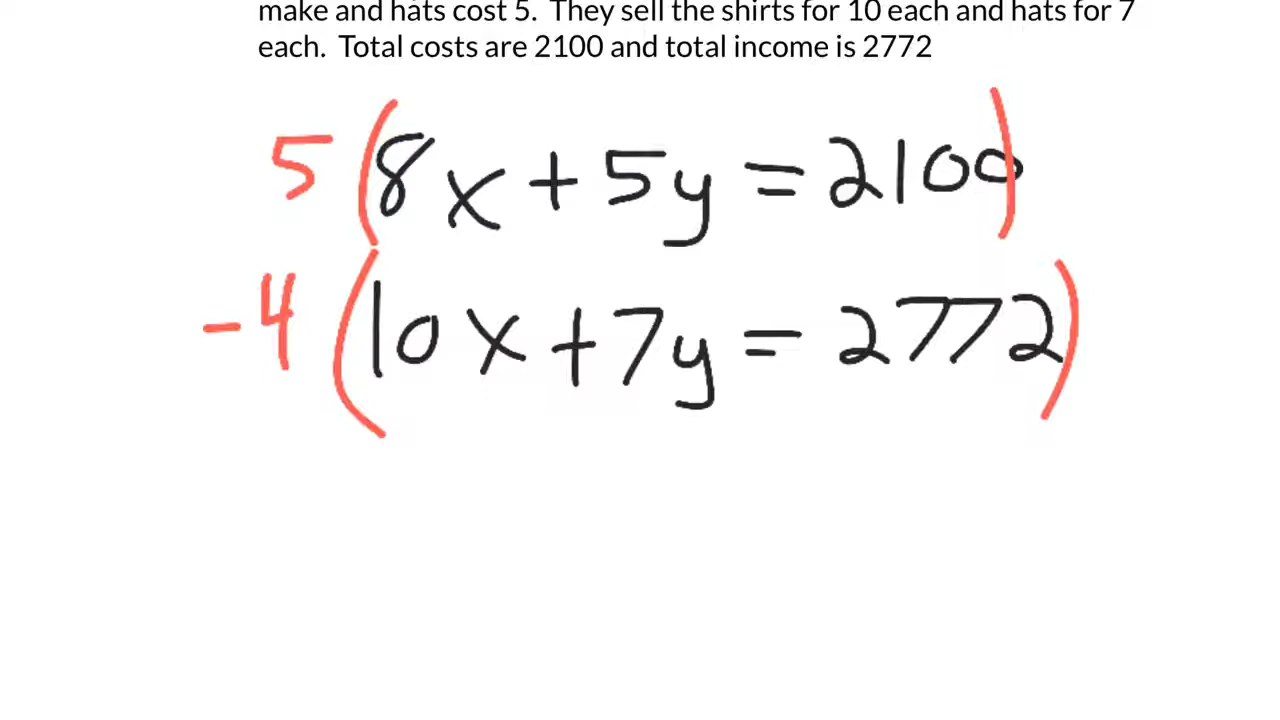 make and hats cost 5. They sell the shirts for 10 each and hats for 7
each. Total costs are 2100 and total income is 2772
5(8x+5y=2100)
-4(10x+7y=2772)